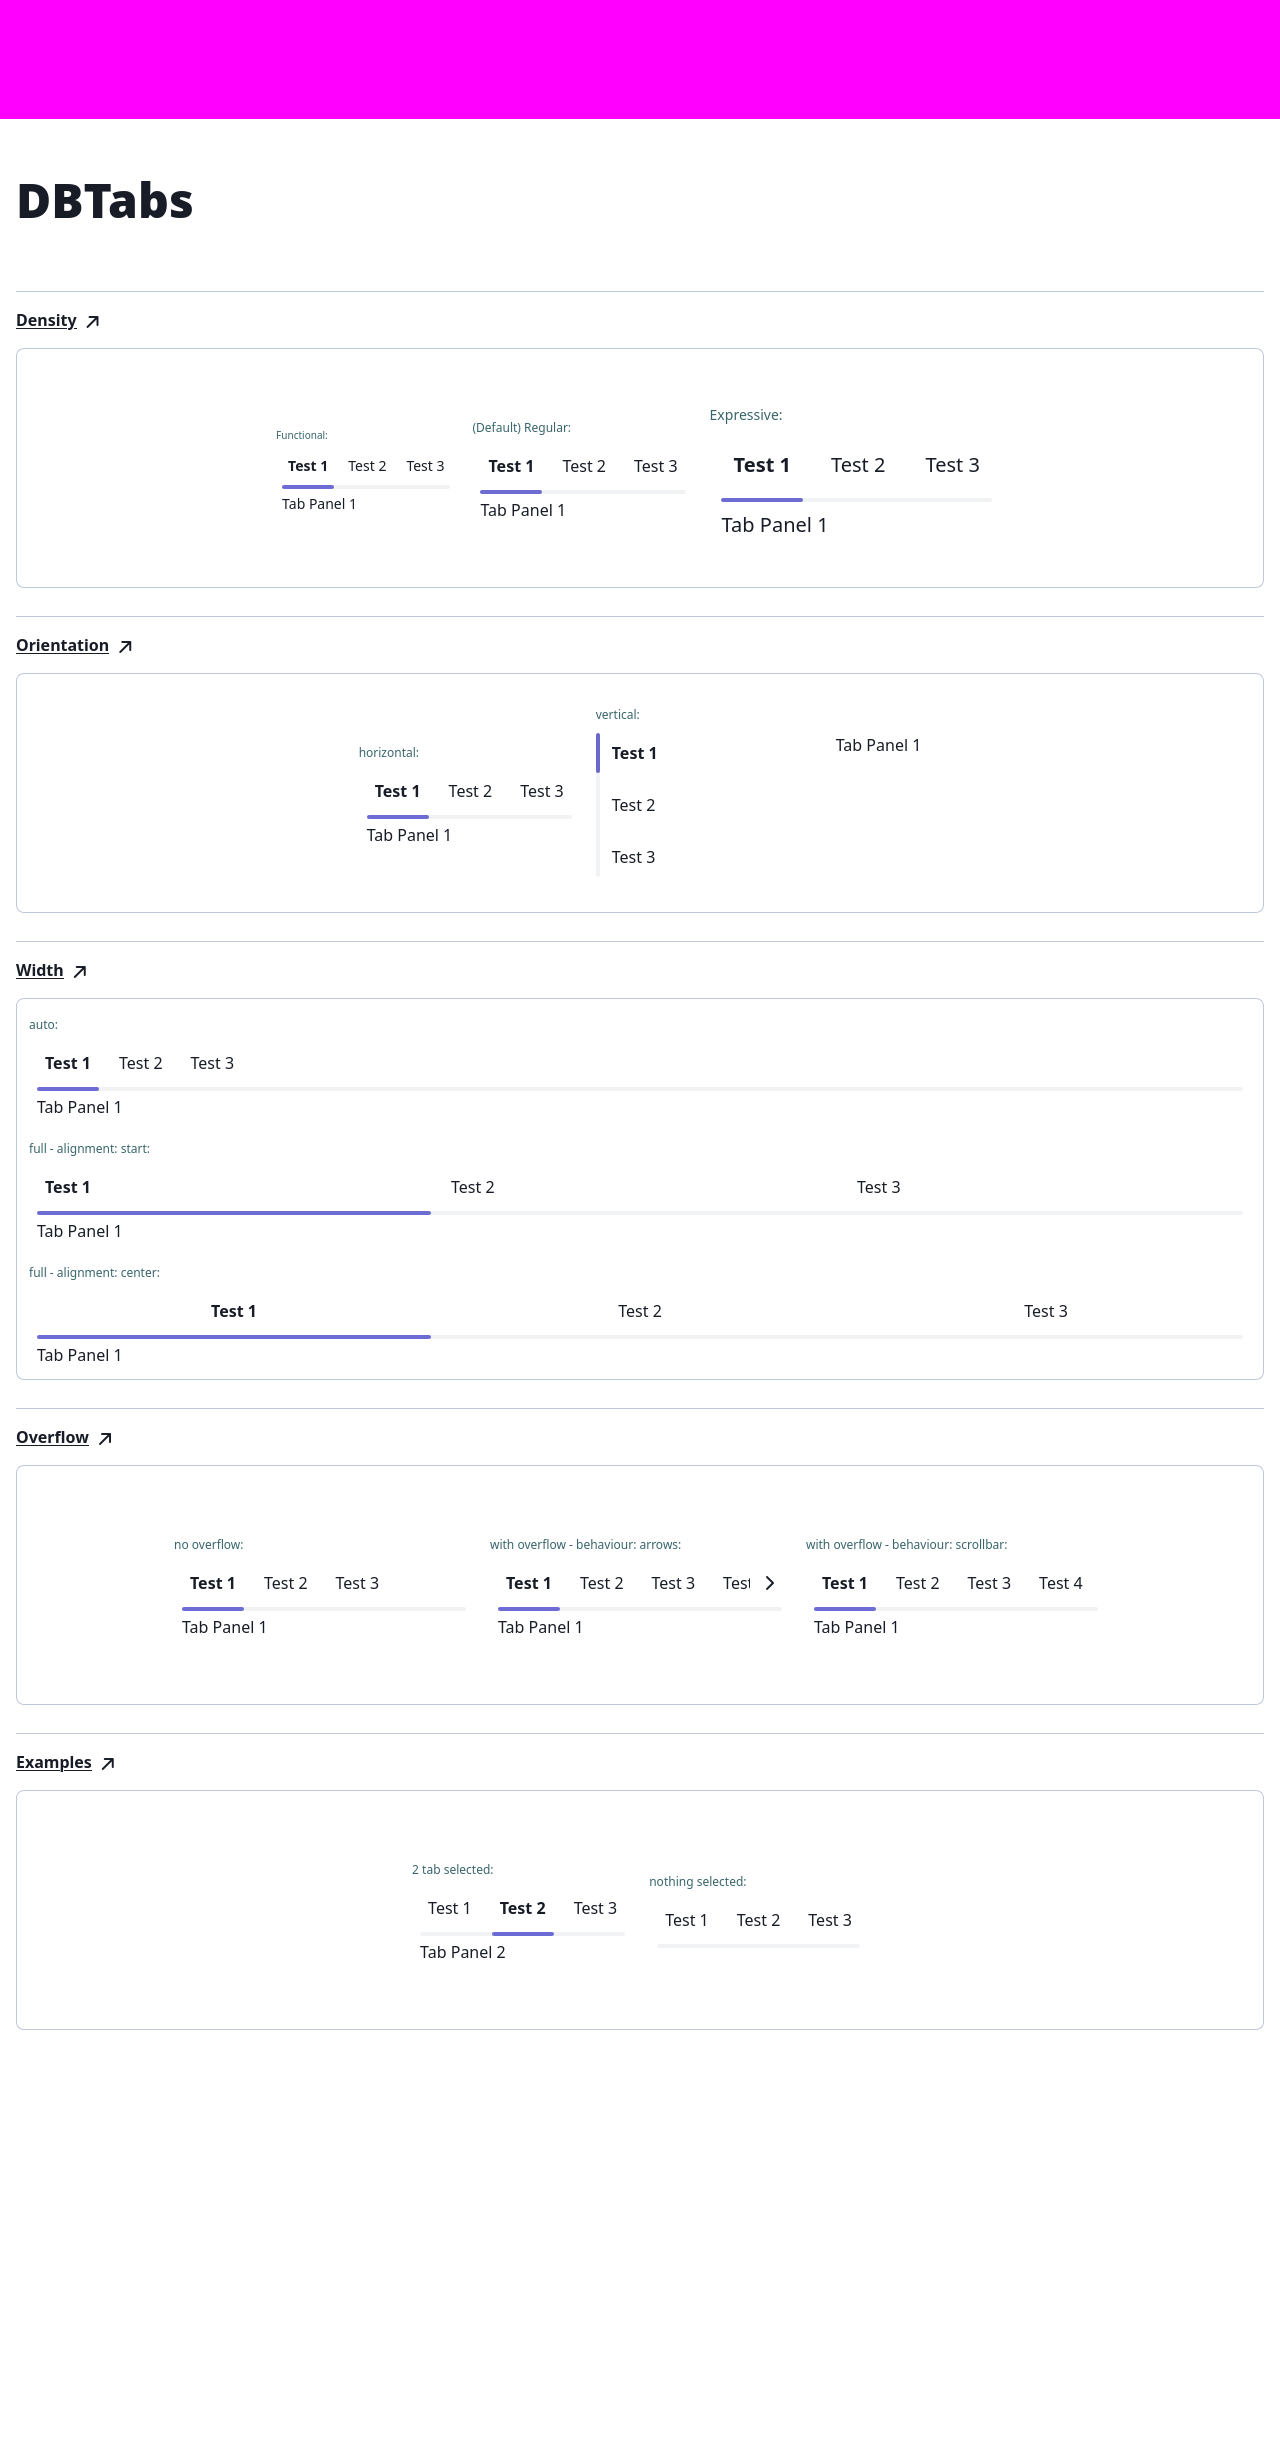 DBTabs
Density
Functional:
Test 1 Test 2 Test 3
Tab Panel 1
(Default) Regular:
Test 1 Test 2 Test 3
Tab Panel 1
Expressive:
Test 1 Test 2 Test 3
Tab Panel 1
Orientation
horizontal:
Test 1 Test 2 Test 3
Tab Panel 1
vertical:
Test 1
Test 2
Test 3
Tab Panel 1
Width
auto:
Test 1 Test 2 Test 3
Tab Panel 1
full - alignment: start:
Test 1 Test 2 Test 3
Tab Panel 1
full - alignment: center:
Test 1 Test 2 Test 3
Tab Panel 1
Overflow
no overflow:
Test 1 Test 2 Test 3
Tab Panel 1
with overflow - behaviour: arrows:
Test 1 Test 2 Test 3 Test
Tab Panel 1
with overflow - behaviour: scrollbar:
Test 1 Test 2 Test 3 Test 4
Tab Panel 1
Examples
2 tab selected:
Test 1 Test 2 Test 3
Tab Panel 2
nothing selected:
Test 1 Test 2 Test 3